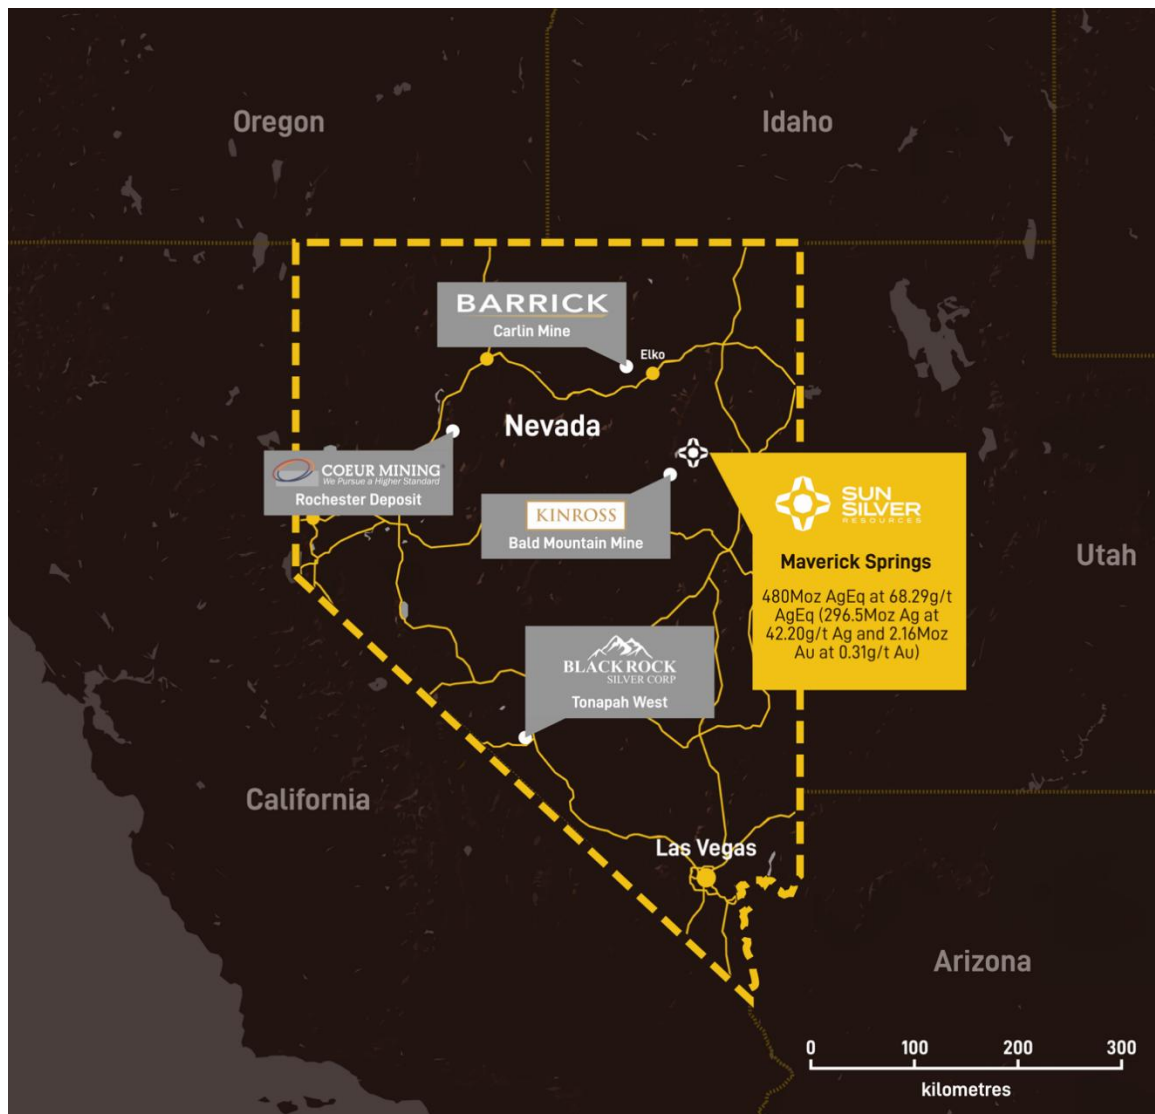 Oregon
Idaho
BARRICK
Carlin Mine
Elko
Nevada
COEUR MINING
We Pursue a Higher Standard
Rochester Deposit
KINROSS
Bald Mountain Mine
SUN
SILVER
RESOURCES
Maverick Springs
480Moz AgEq at 68.29g/t
AgEq (296.5Moz Ag at
42.20g/t Ag and 2.16Moz
Au at 0.31g/t Au)
Utah
BLACKROCK
SILVER CORP
Tonapah West
California
Las Vegas
Arizona
0 100 200 300
kilometres